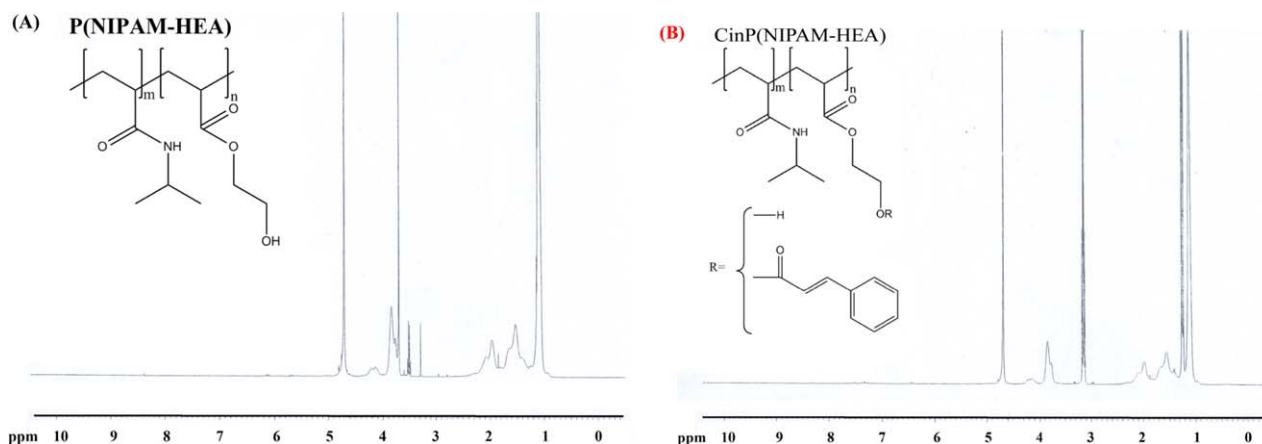 (A) P(NIPAM-HEA)
m
n
O
NH
O
O
OH
ppm 10 9 8 7 6 5 4 3 2 1 0
(B) CinP(NIPAM-HEA)
m
n
O
NH
O
O
OR
R=
H
O
ppm 10 9 8 7 6 5 4 3 2 1 0